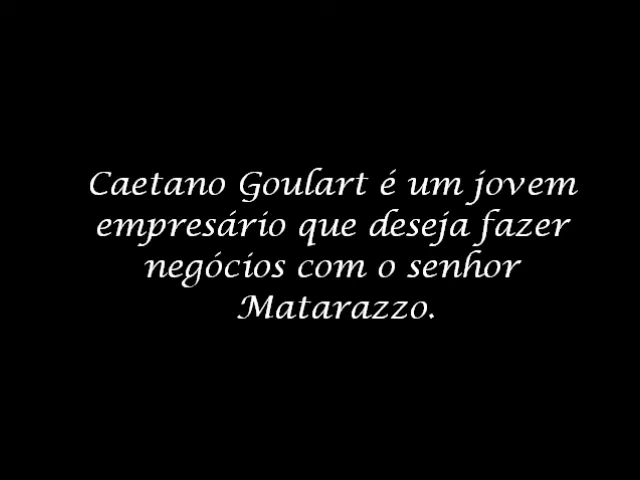 Caetano Goulart é um jovem
empresário que deseja fazer
negócios com o senhor
Matarazzo.